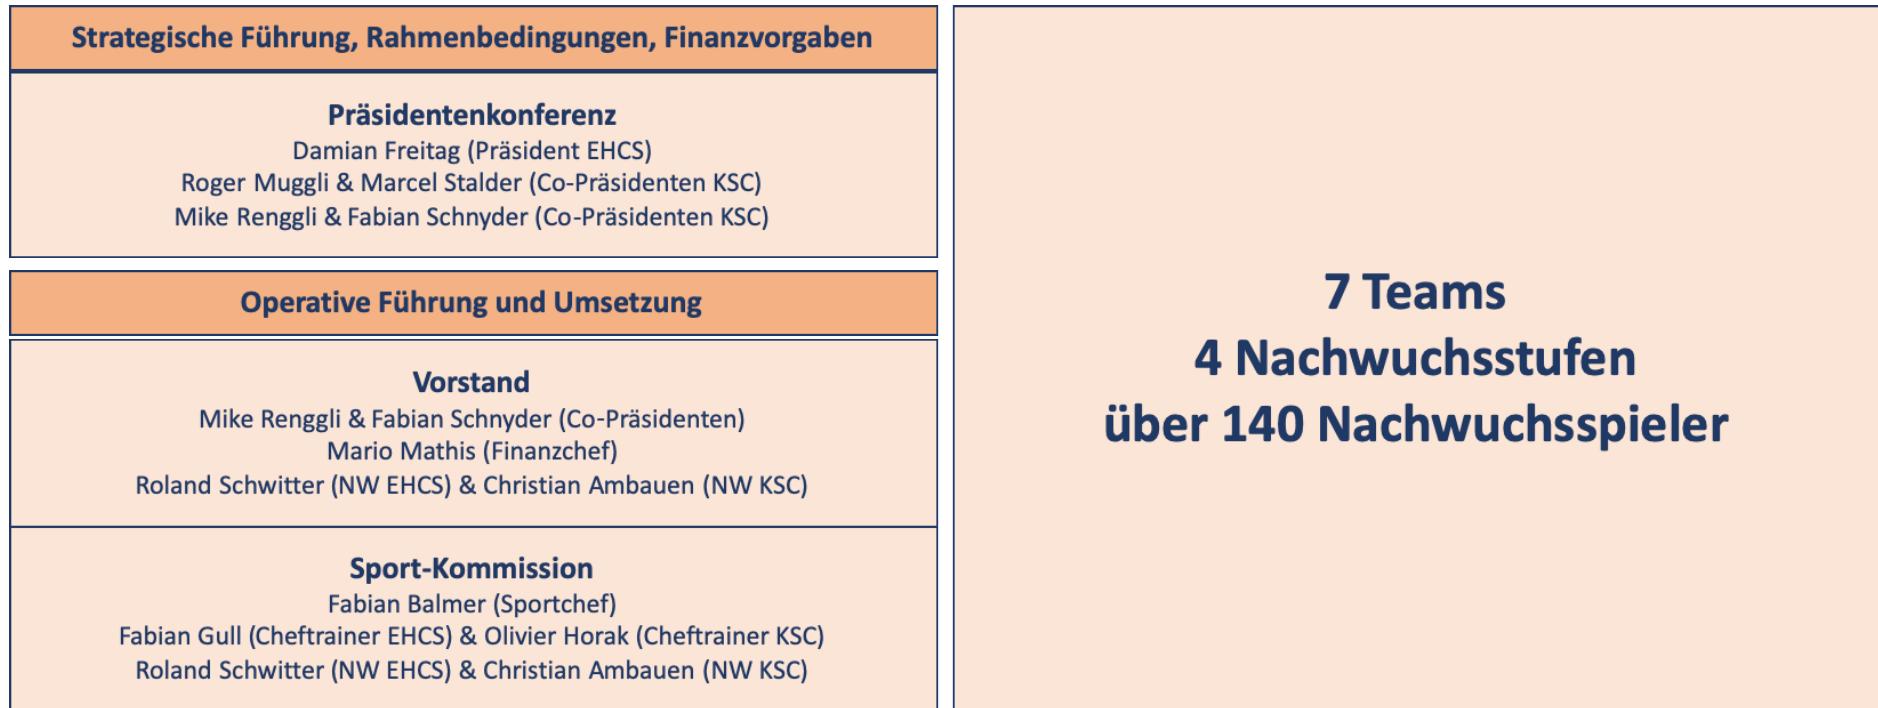 Strategische Führung, Rahmenbedingungen, Finanzvorgaben
Präsidentenkonferenz
Damian Freitag (Präsident EHCS)
Roger Muggli & Marcel Stalder (Co-Präsidenten KSC)
Mike Renggli & Fabian Schnyder (Co-Präsidenten KSC)
Operative Führung und Umsetzung
Vorstand
Mike Renggli & Fabian Schnyder (Co-Präsidenten)
Mario Mathis (Finanzchef)
Roland Schwitter (NW EHCS) & Christian Ambauen (NW KSC)
Sport-Kommission
Fabian Balmer (Sportchef)
Fabian Gull (Cheftrainer EHCS) & Olivier Horak (Cheftrainer KSC)
Roland Schwitter (NW EHCS) & Christian Ambauen (NW KSC)
7 Teams
4 Nachwuchsstufen
über 140 Nachwuchsspieler